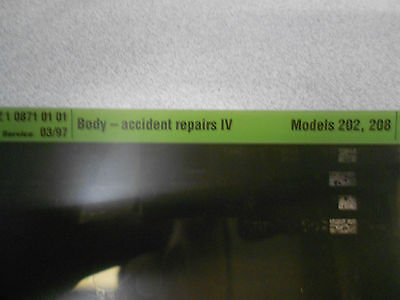 1 0871 01 01
Service 03/97
Body – accident repairs IV
Models 202, 208